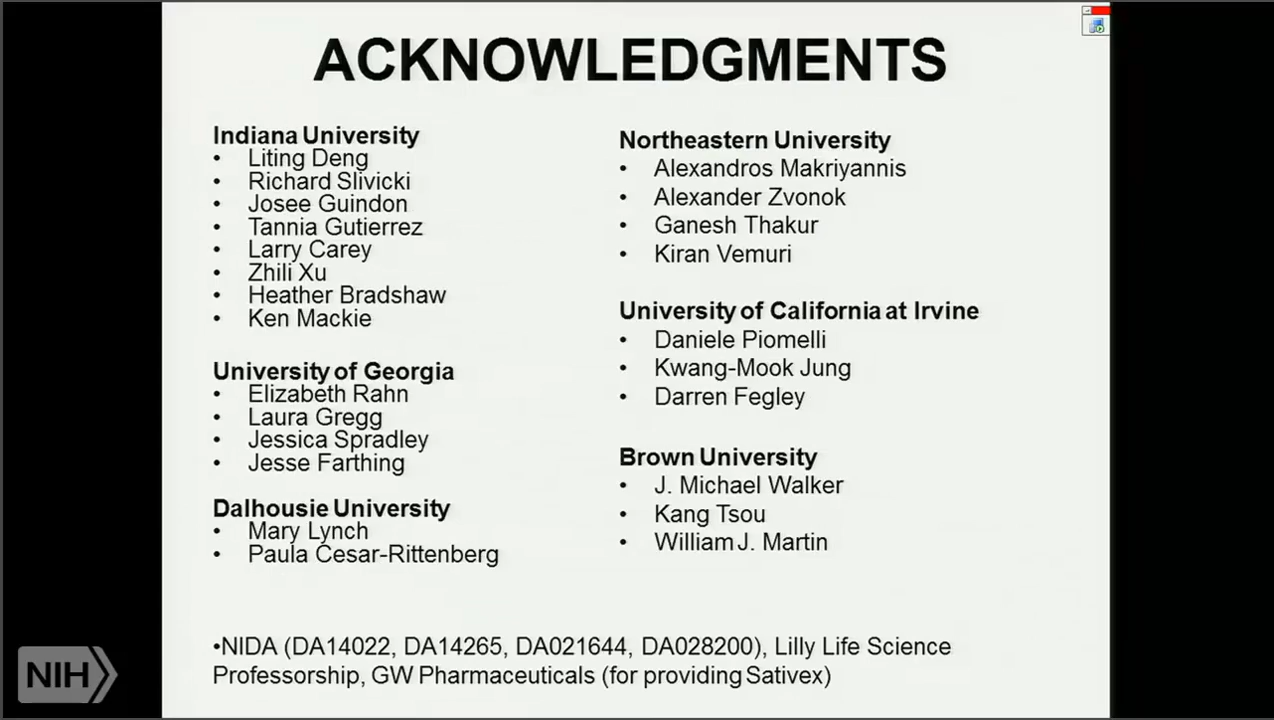 ACKNOWLEDGMENTS
Indiana University
• Liting Deng
• Richard Slivicki
• Josee Guindon
• Tannia Gutierrez
• Larry Carey
• Zhili Xu
• Heather Bradshaw
• Ken Mackie
University of Georgia
• Elizabeth Rahn
• Laura Gregg
• Jessica Spradley
• Jesse Farthing
Dalhousie University
• Mary Lynch
• Paula Cesar-Rittenberg
Northeastern University
• Alexandros Makriyannis
• Alexander Zvonok
• Ganesh Thakur
• Kiran Vemuri
University of California at Irvine
• Daniele Piomelli
• Kwang-Mook Jung
• Darren Fegley
Brown University
• J. Michael Walker
• Kang Tsou
• William J. Martin
•NIDA (DA14022, DA14265, DA021644, DA028200), Lilly Life Science
Professorship, GW Pharmaceuticals (for providing Sativex)
NIH